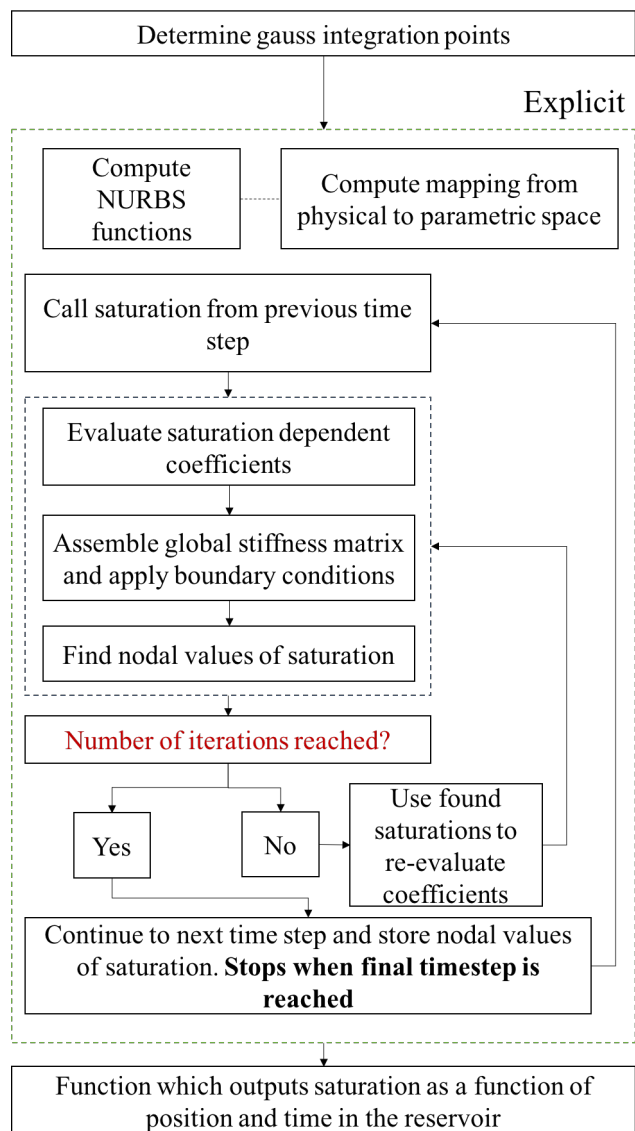 Determine gauss integration points
Explicit
Compute
NURBS
functions
Compute mapping from
physical to parametric space
Call saturation from previous time
step
Evaluate saturation dependent
coefficients
Assemble global stiffness matrix
and apply boundary conditions
Find nodal values of saturation
Number of iterations reached?
Yes
No
Use found
saturations to
re-evaluate
coefficients
Continue to next time step and store nodal values
of saturation. Stops when final timestep is
reached
Function which outputs saturation as a function of
position and time in the reservoir